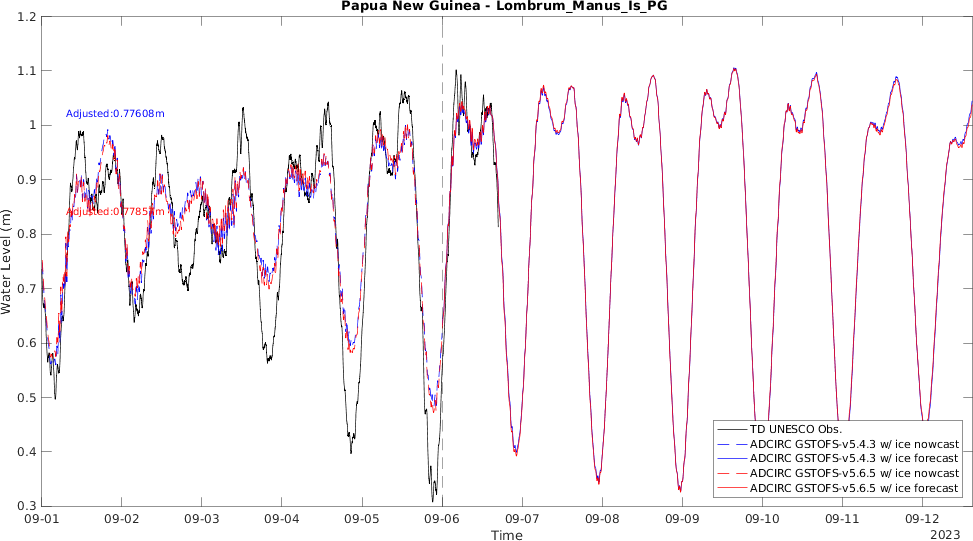 Papua New Guinea - Lombrum_Manus_Is_PG
1.2
1.1
1
0.9
0.8
0.7
0.6
0.5
0.4
0.3
Water Level (m)
Adjusted:0.77608m
TD UNESCO Obs.
ADCIRC GSTOFS-v5.4.3 w/ ice nowcast
ADCIRC GSTOFS-v5.4.3 w/ ice forecast
ADCIRC GSTOFS-v5.6.5 w/ ice nowcast
ADCIRC GSTOFS-v5.6.5 w/ ice forecast
09-01 09-02 09-03 09-04 09-05 09-06 09-07 09-08 09-09 09-10 09-11 09-12
Time
2023